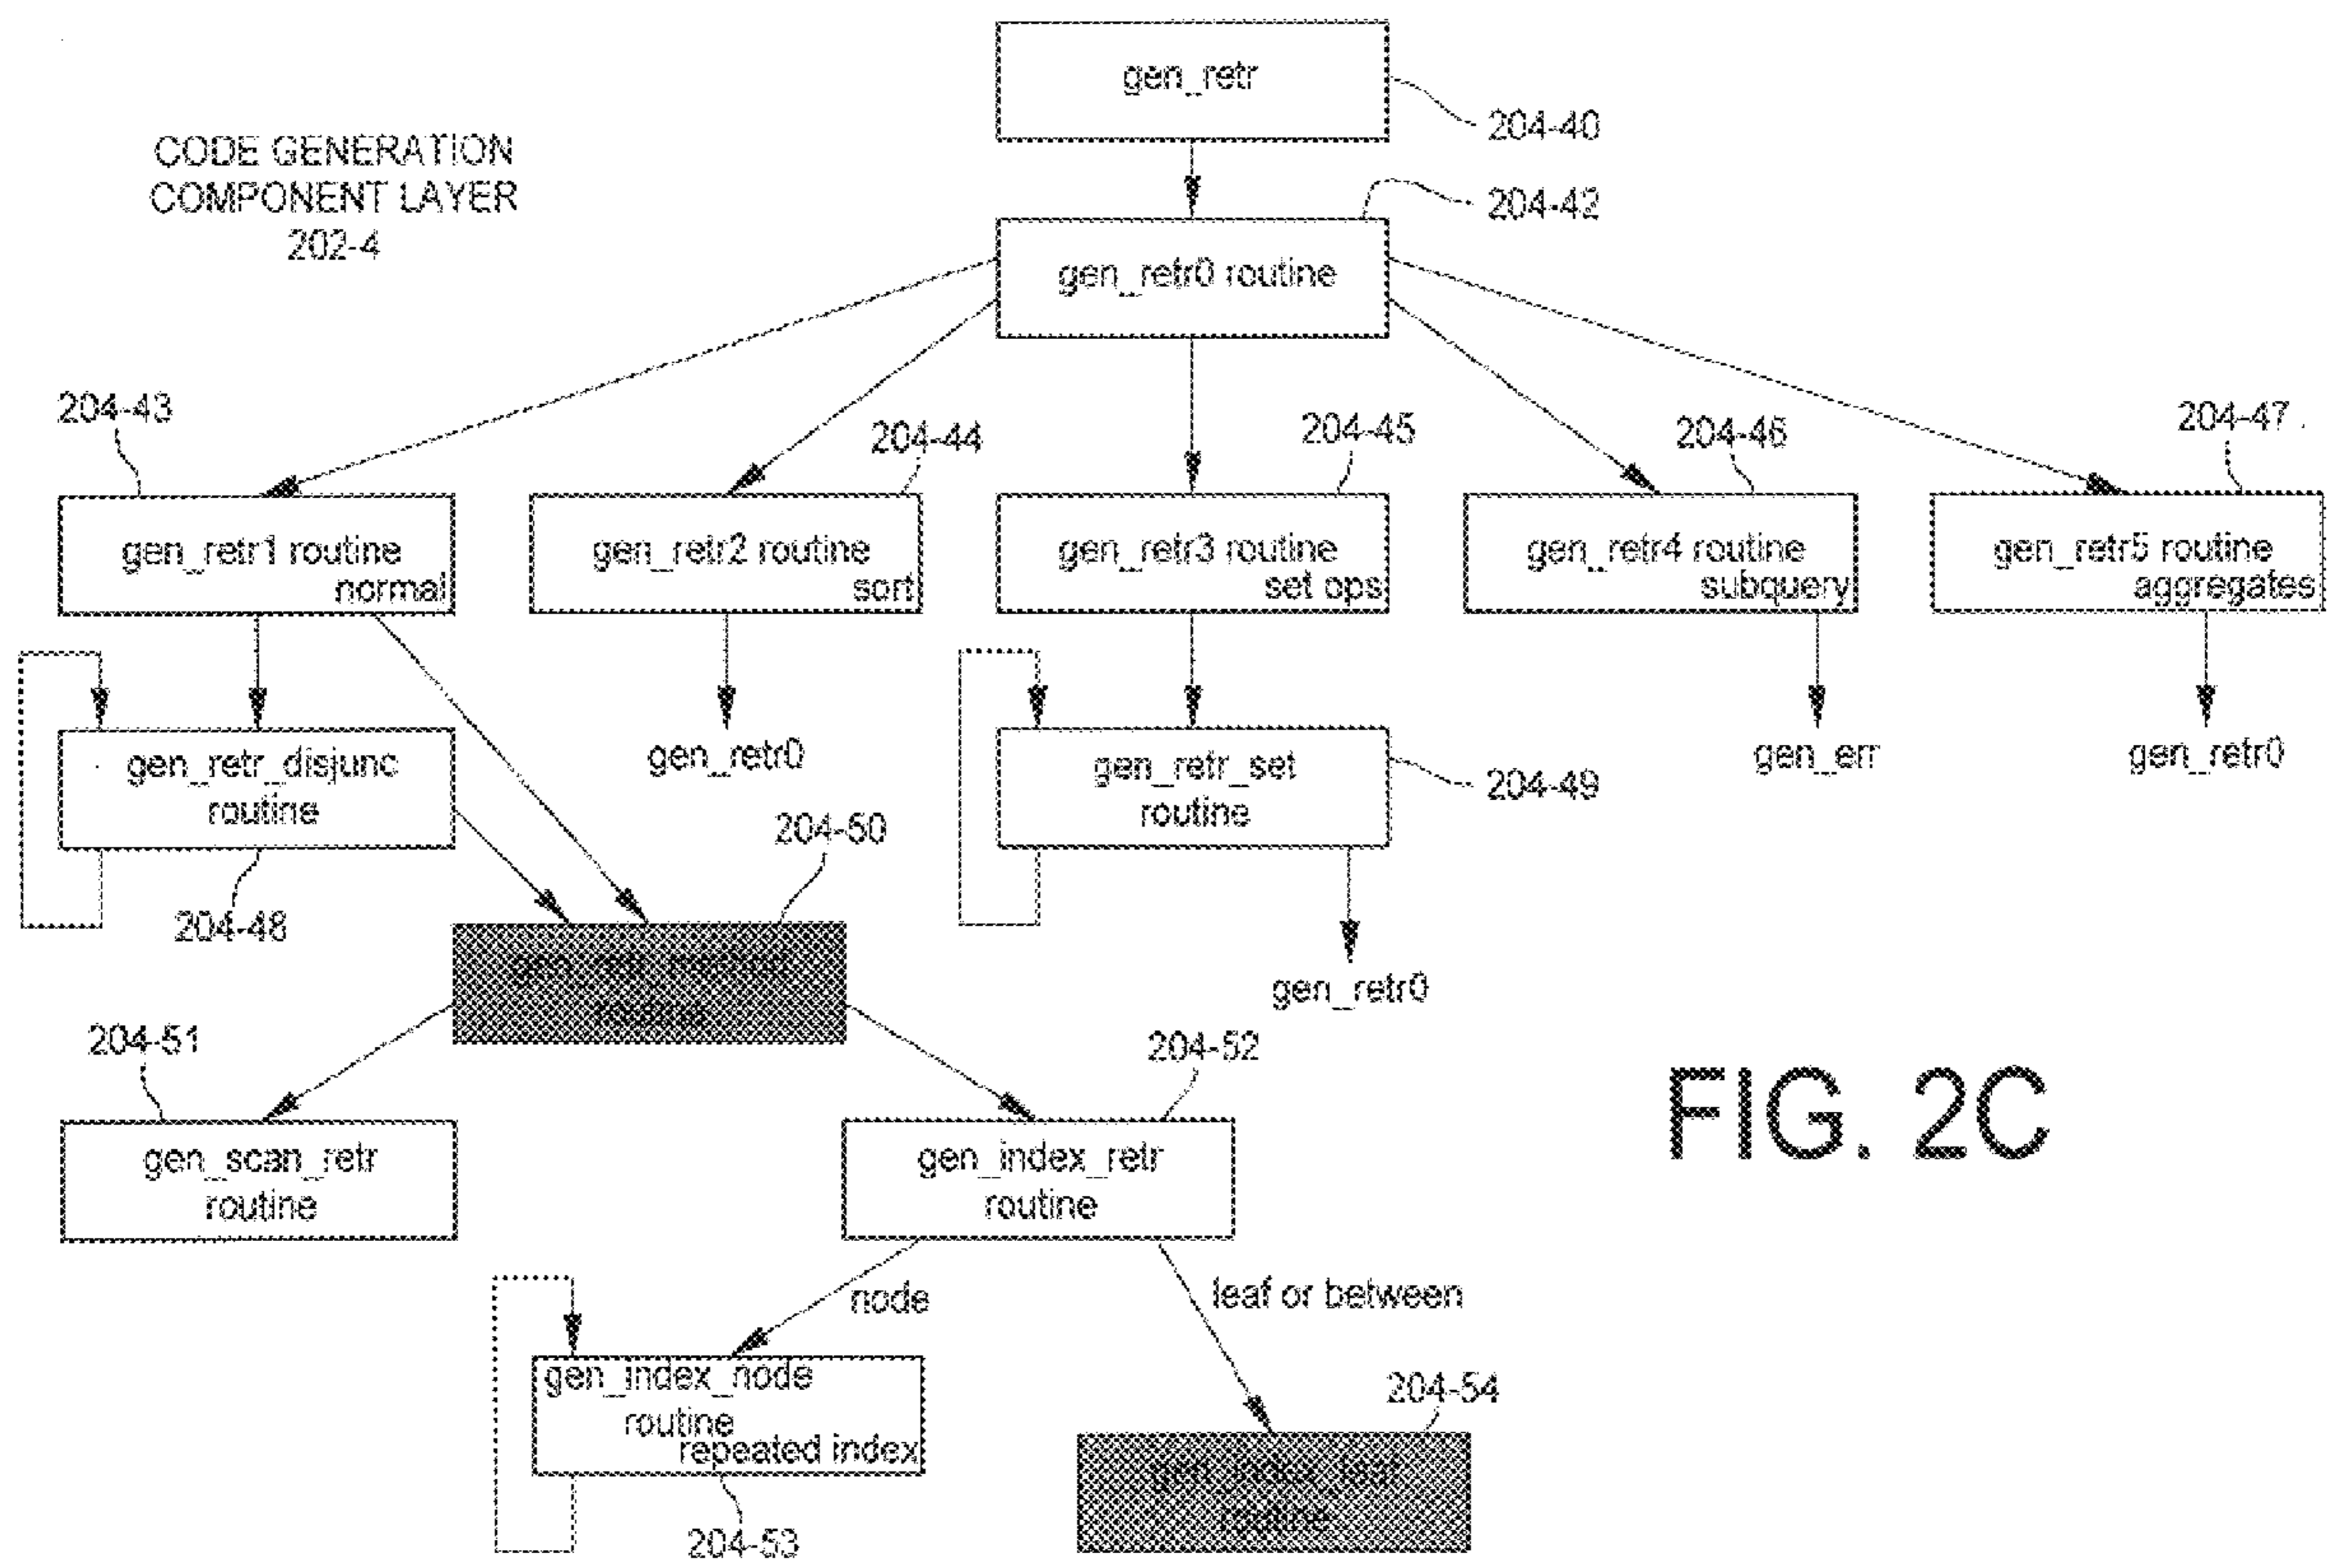 gen_retr
204-40
CODE GENERATION
COMPONENT LAYER
202-4
204-42
gen_retr0 routine
204-43
204-44
204-45
204-46
204-47
gen_retr1 routine
normal
gen_retr2 routine
sort
gen_retr3 routine
set ops
gen_retr4 routine
subquery
gen_retr5 routine
aggregates
gen_retr_disjunc
routine
gen_retr0
gen_retr_set
routine
204-49
gen_err
gen_retr0
204-48
204-50
gen_retr0
routine
204-51
204-52
gen_scan_retr
routine
gen_index_retr
routine
FIG. 2C
node
leaf or between
gen_index_node
routine
repeated index
204-53
204-54
gen_index_leaf
routine